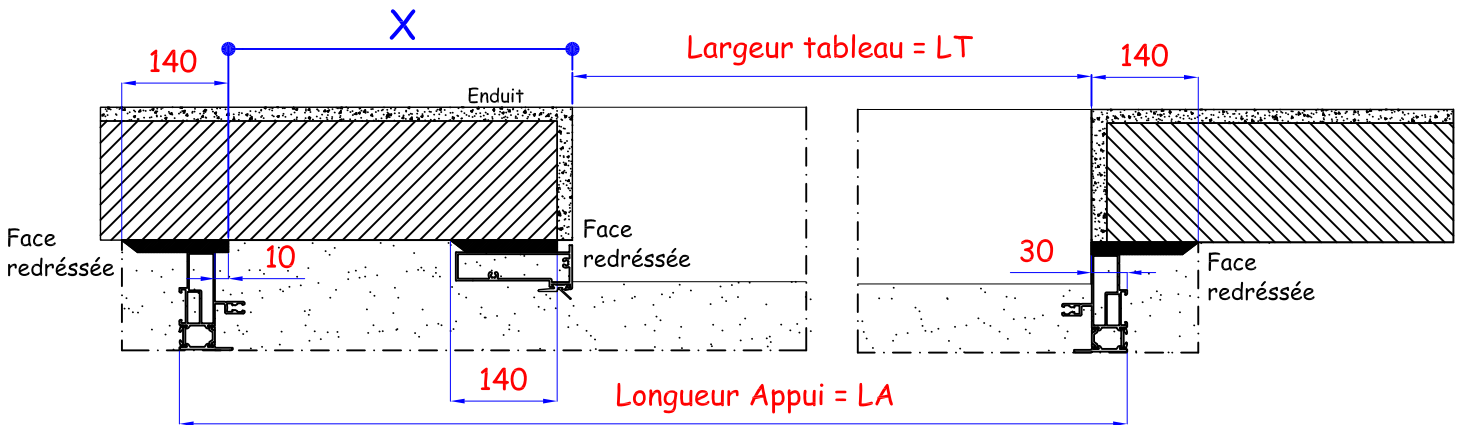 X
Largeur tableau = LT
140
140
Enduit
Face
redréssée
10
Face
redréssée
30
Face
redréssée
140
Longueur Appui = LA